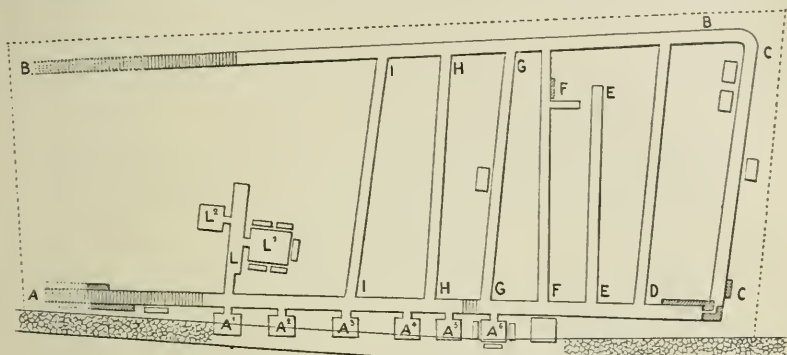 B
B C
I H G F E
L² L¹
L
A I H G F E D C
A¹ A² A³ A⁴ A⁵ A⁶